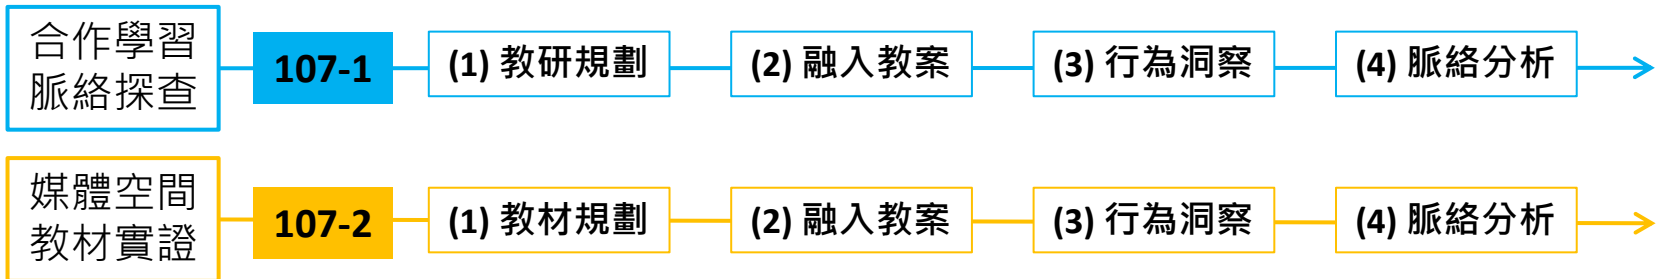 合作學習
脈絡探查
107-1
(1) 教研規劃
(2) 融入教案
(3) 行為洞察
(4) 脈絡分析
媒體空間
教材實證
107-2
(1) 教材規劃
(2) 融入教案
(3) 行為洞察
(4) 脈絡分析